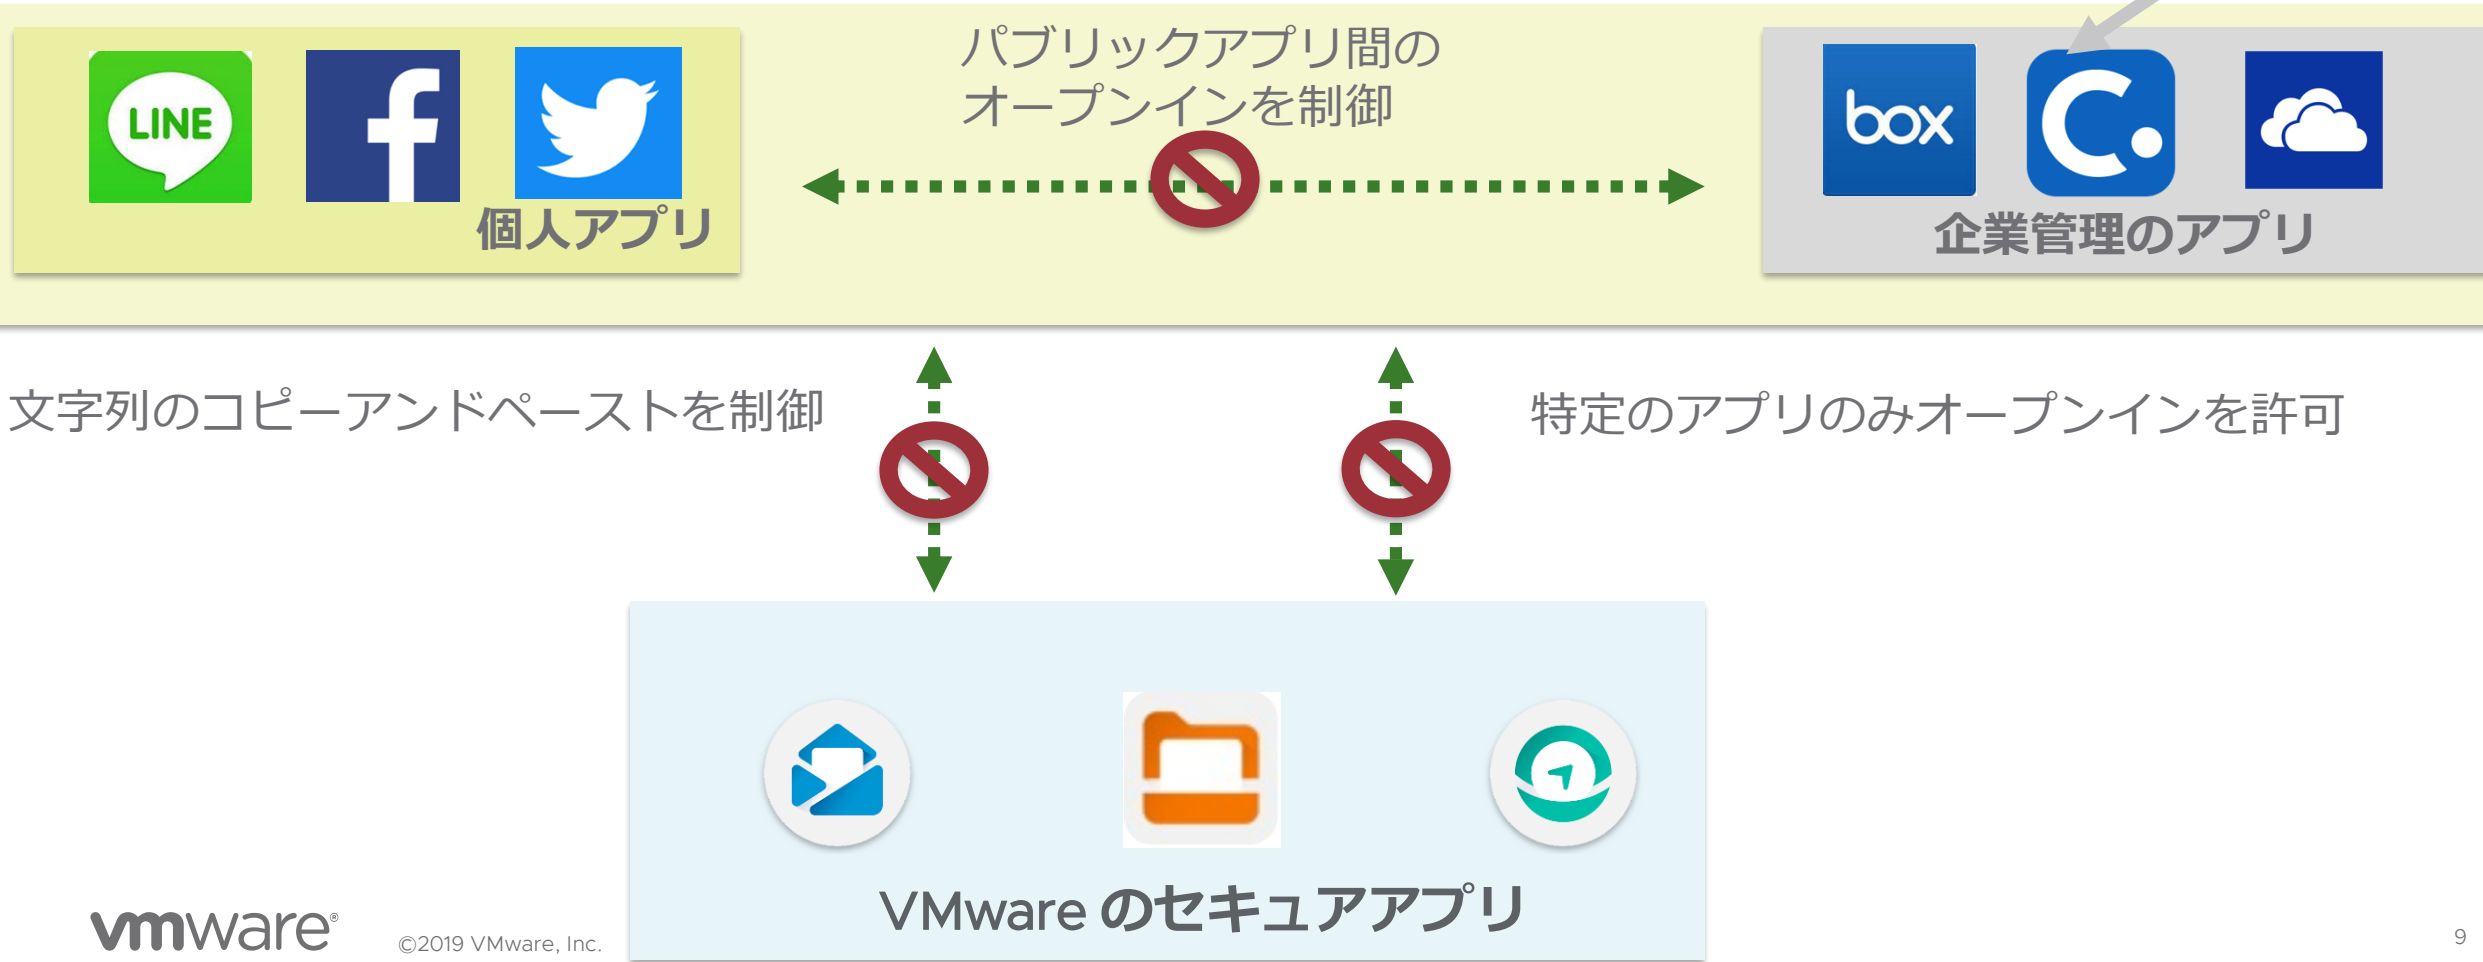 パブリックアプリ間の
オープンインを制御
LINE
個人アプリ
box
企業管理のアプリ
文字列のコピーアンドペーストを制御
特定のアプリのみオープンインを許可
VMware のセキュアアプリ
vmware®
©2019 VMware, Inc.
9